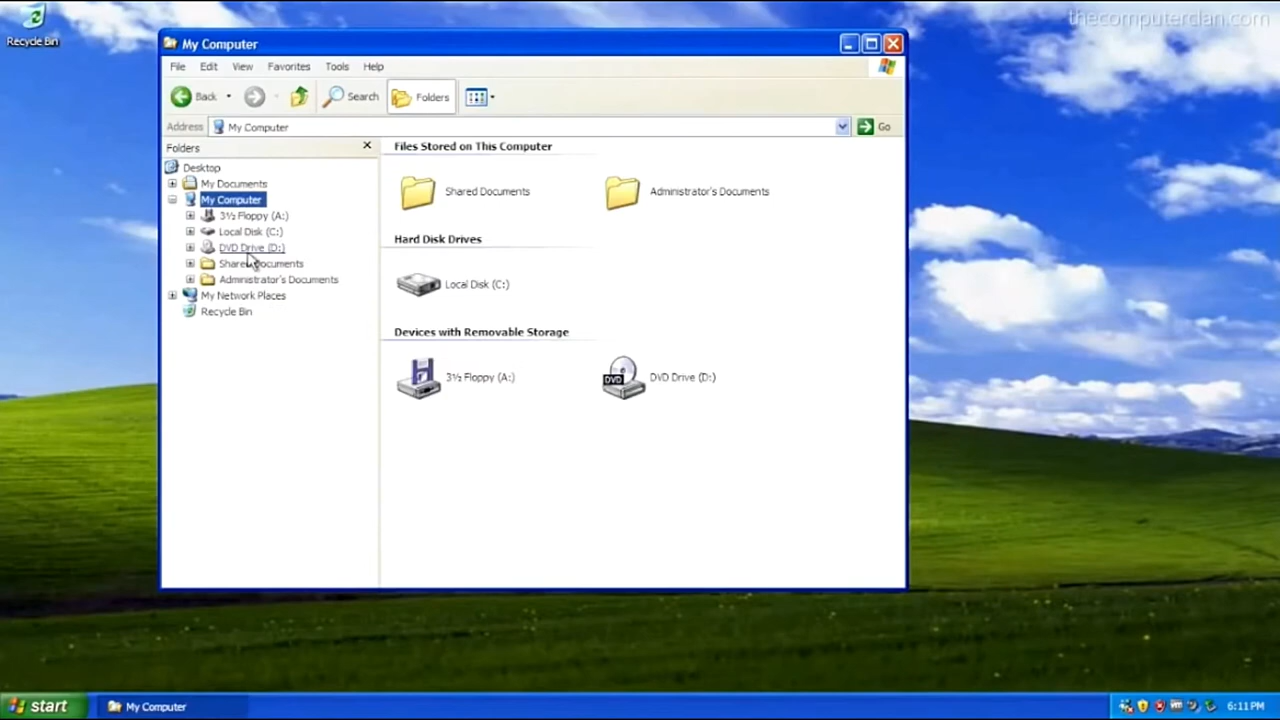 thecomputerclan.com
Recycle Bin
My Computer
File Edit View Favorites Tools Help
Back Search Folders
Address My Computer Go
Folders
Desktop
My Documents
My Computer
3½ Floppy (A:)
Local Disk (C:)
DVD Drive (D:)
Shared Documents
Administrator's Documents
My Network Places
Recycle Bin
Files Stored on This Computer
Shared Documents Administrator's Documents
Hard Disk Drives
Local Disk (C:)
Devices with Removable Storage
3½ Floppy (A:) DVD DVD Drive (D:)
start My Computer 6:11 PM